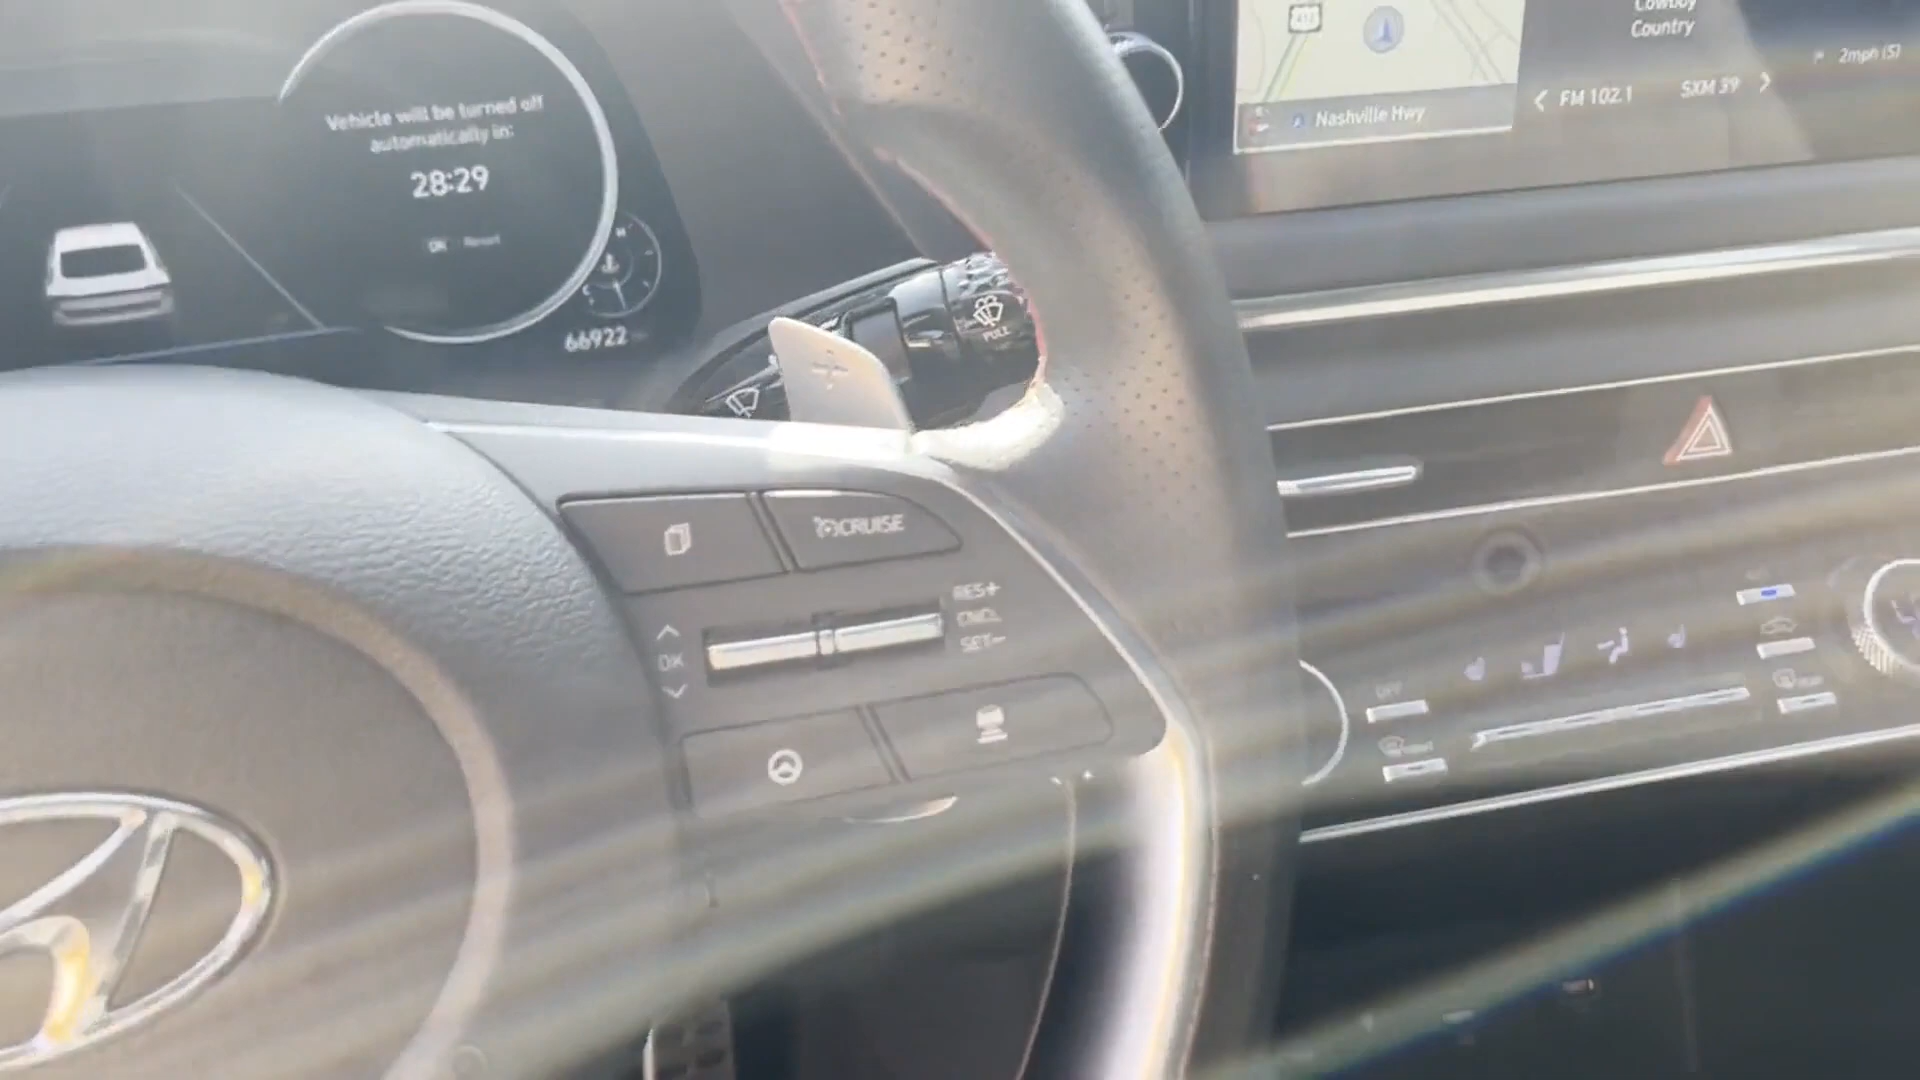 Vehicle will be turned off
automatically in:
28:29
OK : Reset
66922
412
Nashville Hwy
Cowboy
Country
FM 102.1
SXM 39
2mph (S)
PULL
CRUISE
RES+
CNCL
SET-
OK
OFF